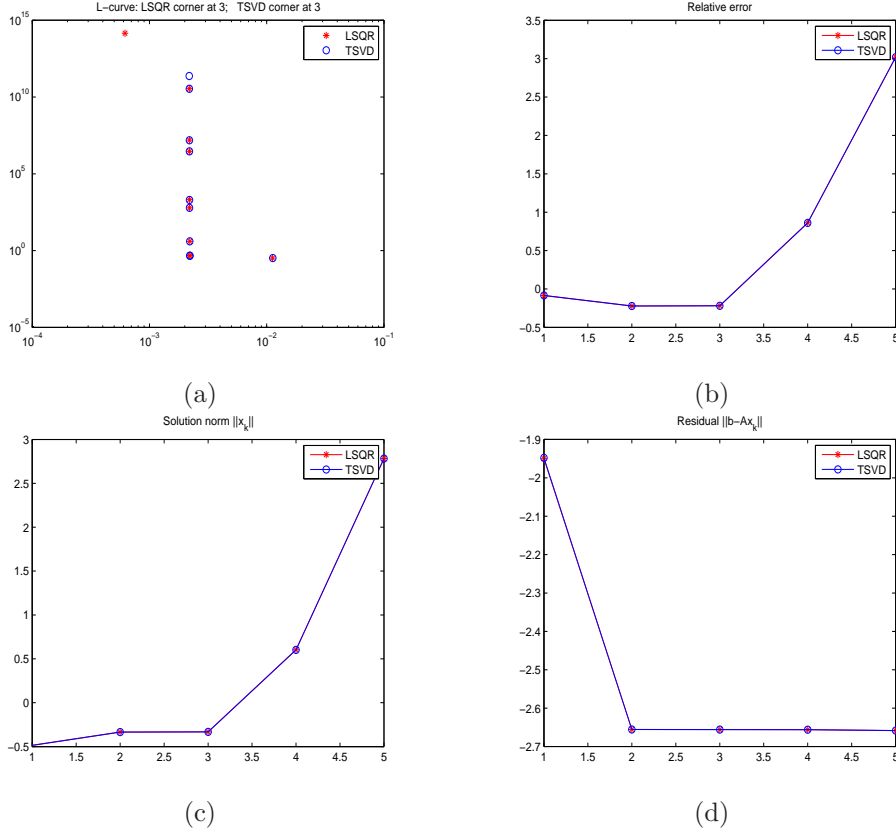 L−curve: LSQR corner at 3;   TSVD corner at 3
10^15
10^10
10^5
10^0
10^−5
10^−4
10^−3
10^−2
10^−1
LSQR
TSVD
(a)
Relative error
3.5
3
2.5
2
1.5
1
0.5
0
−0.5
1 1.5 2 2.5 3 3.5 4 4.5 5
LSQR
TSVD
(b)
Solution norm ||x_k||
3
2.5
2
1.5
1
0.5
0
−0.5
1 1.5 2 2.5 3 3.5 4 4.5 5
LSQR
TSVD
(c)
Residual ||b−Ax_k||
−1.9
−2
−2.1
−2.2
−2.3
−2.4
−2.5
−2.6
−2.7
1 1.5 2 2.5 3 3.5 4 4.5 5
LSQR
TSVD
(d)